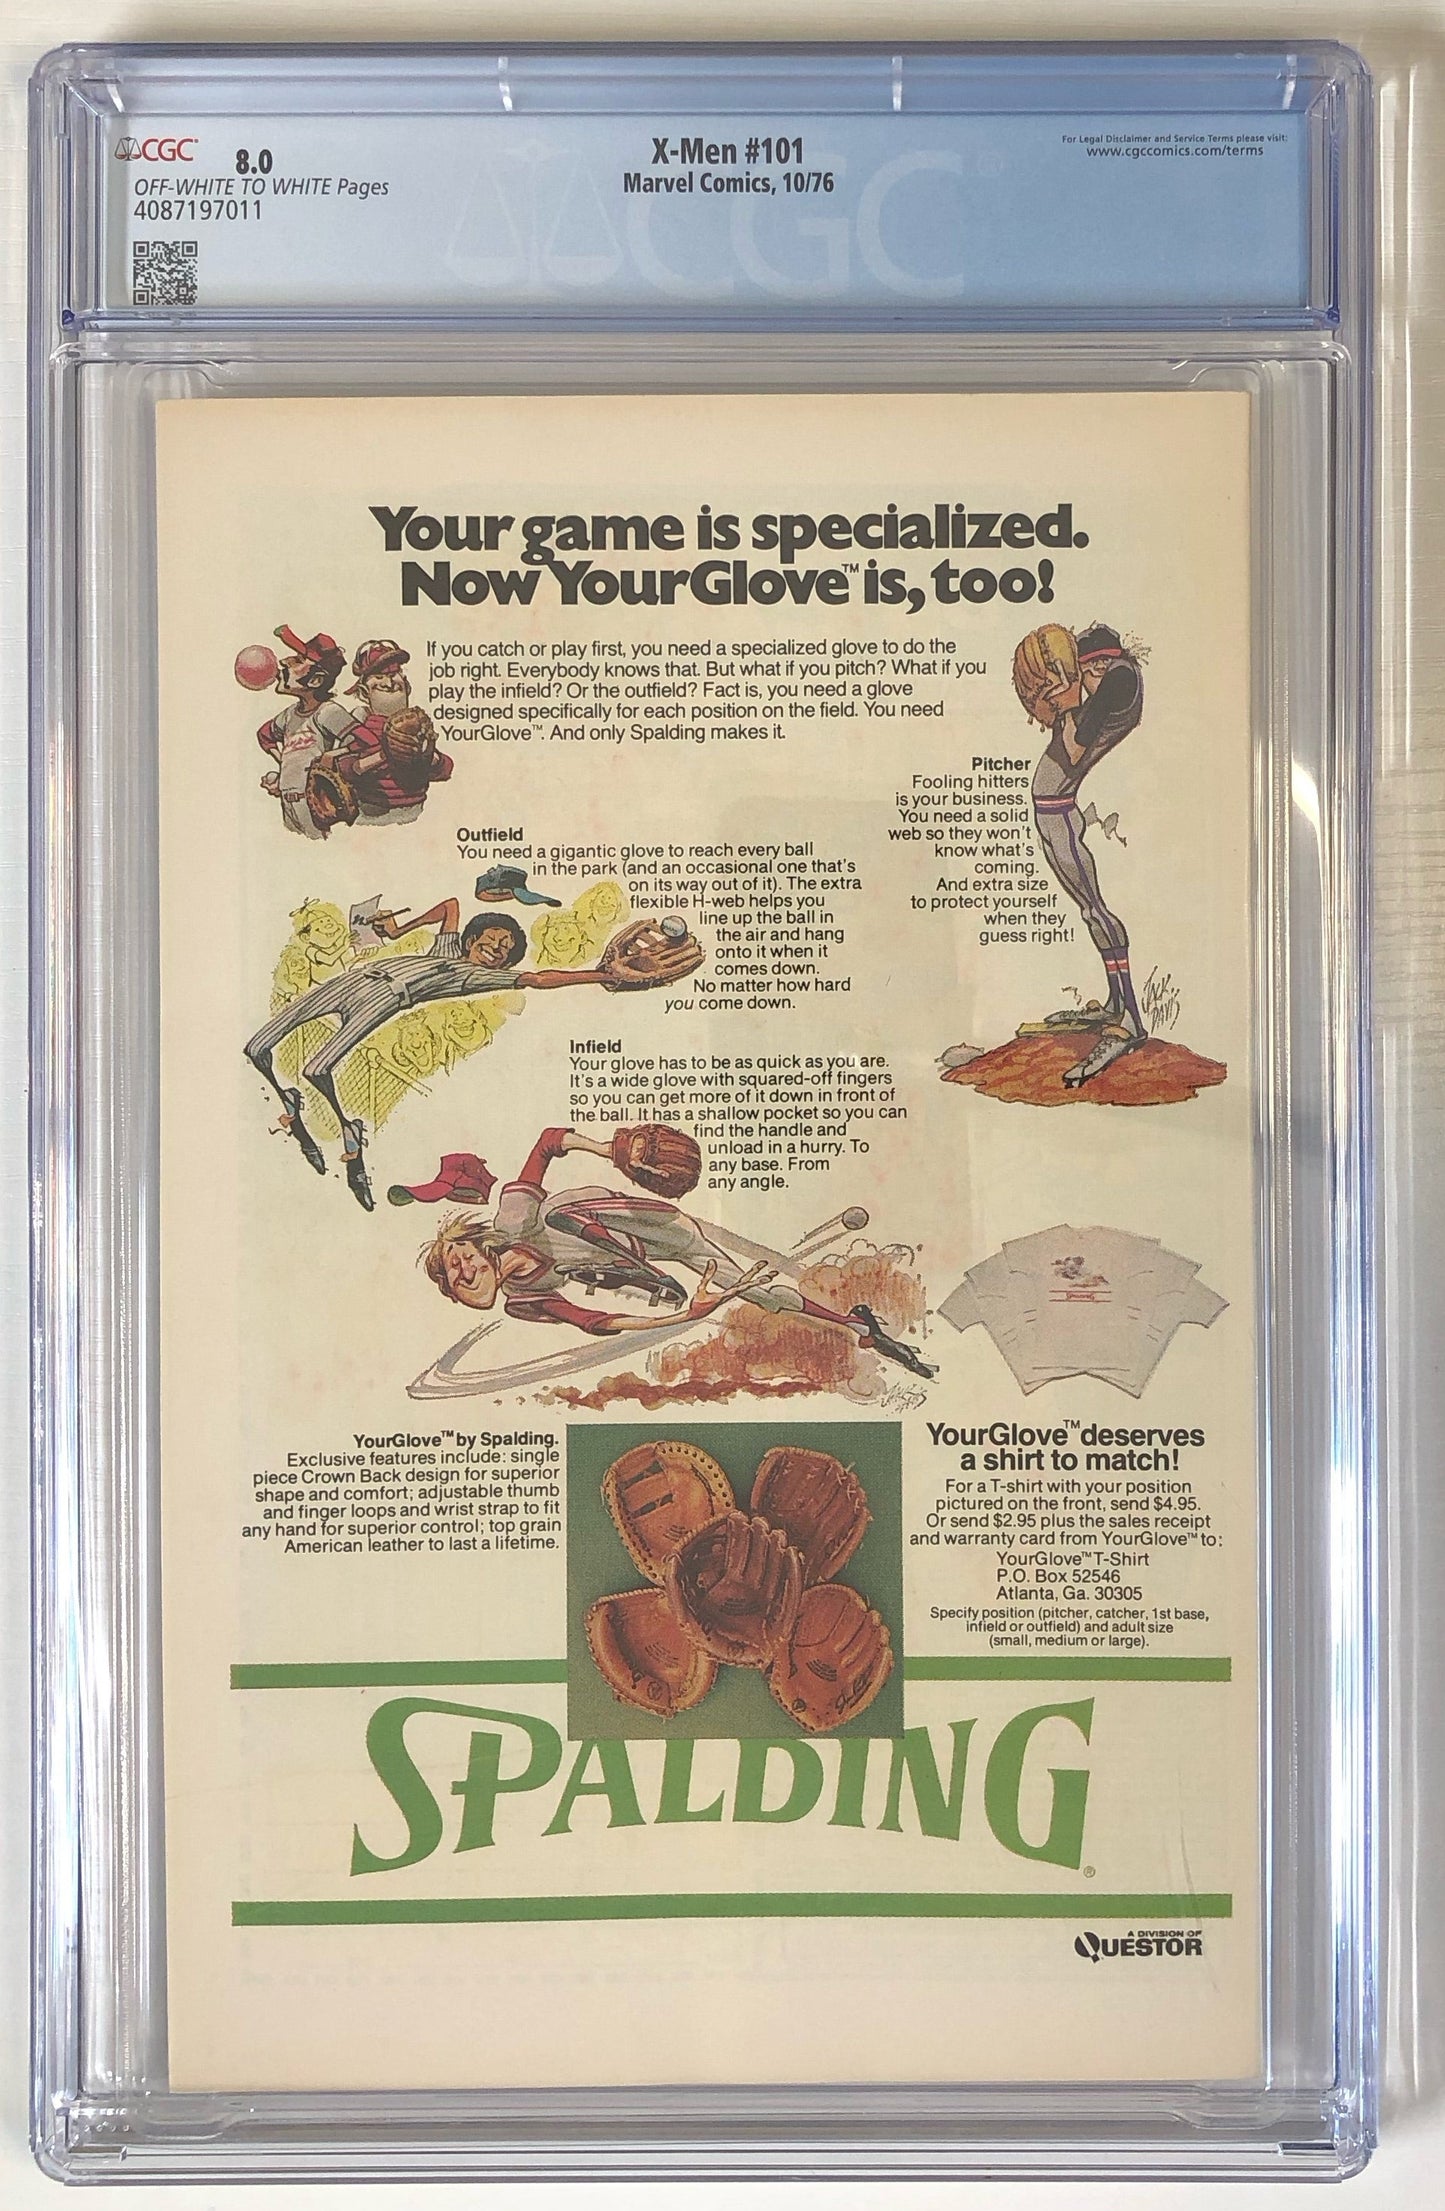 CGC 8.0
OFF-WHITE TO WHITE Pages
4087197011
X-Men #101
Marvel Comics, 10/76
For Legal Disclaimer and Service Terms please visit:
www.cgccomics.com/terms
CGC
Your game is specialized.
Now YourGlove™ is, too!
If you catch or play first, you need a specialized glove to do the
job right. Everybody knows that. But what if you pitch? What if you
play the infield? Or the outfield? Fact is, you need a glove
designed specifically for each position on the field. You need
YourGlove™. And only Spalding makes it.
Pitcher
Fooling hitters
is your business.
You need a solid
web so they won't
know what's
coming.
And extra size
to protect yourself
when they
guess right!
JACK DAVIS
Outfield
You need a gigantic glove to reach every ball
in the park (and an occasional one that's
on its way out of it). The extra
flexible H-web helps you
line up the ball in
the air and hang
onto it when it
comes down.
No matter how hard
you come down.
Infield
Your glove has to be as quick as you are.
It's a wide glove with squared-off fingers
so you can get more of it down in front of
the ball. It has a shallow pocket so you can
find the handle and
unload in a hurry. To
any base. From
any angle.
YourGlove™ by Spalding.
Exclusive features include: single
piece Crown Back design for superior
shape and comfort; adjustable thumb
and finger loops and wrist strap to fit
any hand for superior control; top grain
American leather to last a lifetime.
YourGlove™ deserves
a shirt to match!
For a T-shirt with your position
pictured on the front, send $4.95.
Or send $2.95 plus the sales receipt
and warranty card from YourGlove™ to:
YourGlove™ T-Shirt
P.O. Box 52546
Atlanta, Ga. 30305
Specify position (pitcher, catcher, 1st base,
infield or outfield) and adult size
(small, medium or large).
SPALDING®
A DIVISION OF
QUESTOR